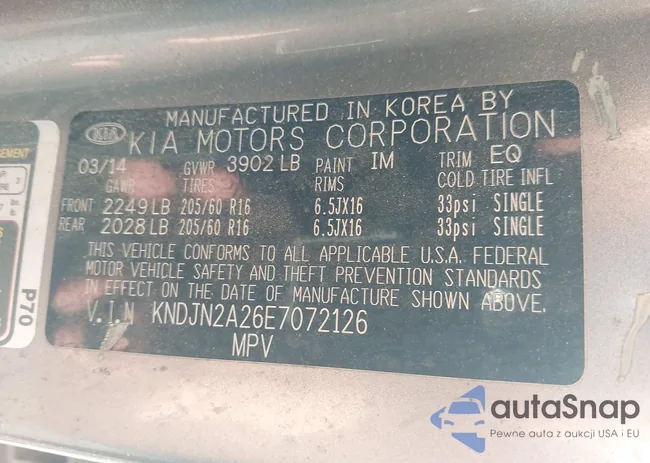 MANUFACTURED IN KOREA BY
KIA KIA MOTORS CORPORATION
03/14 GVWR 3902 LB PAINT IM TRIM EQ
GAWR TIRES RIMS COLD TIRE INFL
FRONT 2249 LB 205/60 R16 6.5JX16 33psi SINGLE
REAR 2028 LB 205/60 R16 6.5JX16 33psi SINGLE
THIS VEHICLE CONFORMS TO ALL APPLICABLE U.S.A. FEDERAL
MOTOR VEHICLE SAFETY AND THEFT PREVENTION STANDARDS
IN EFFECT ON THE DATE OF MANUFACTURE SHOWN ABOVE.
V.I.N KNDJN2A26E7072126
MPV
P70
autaSnap
Pewne auta z aukcji USA i EU